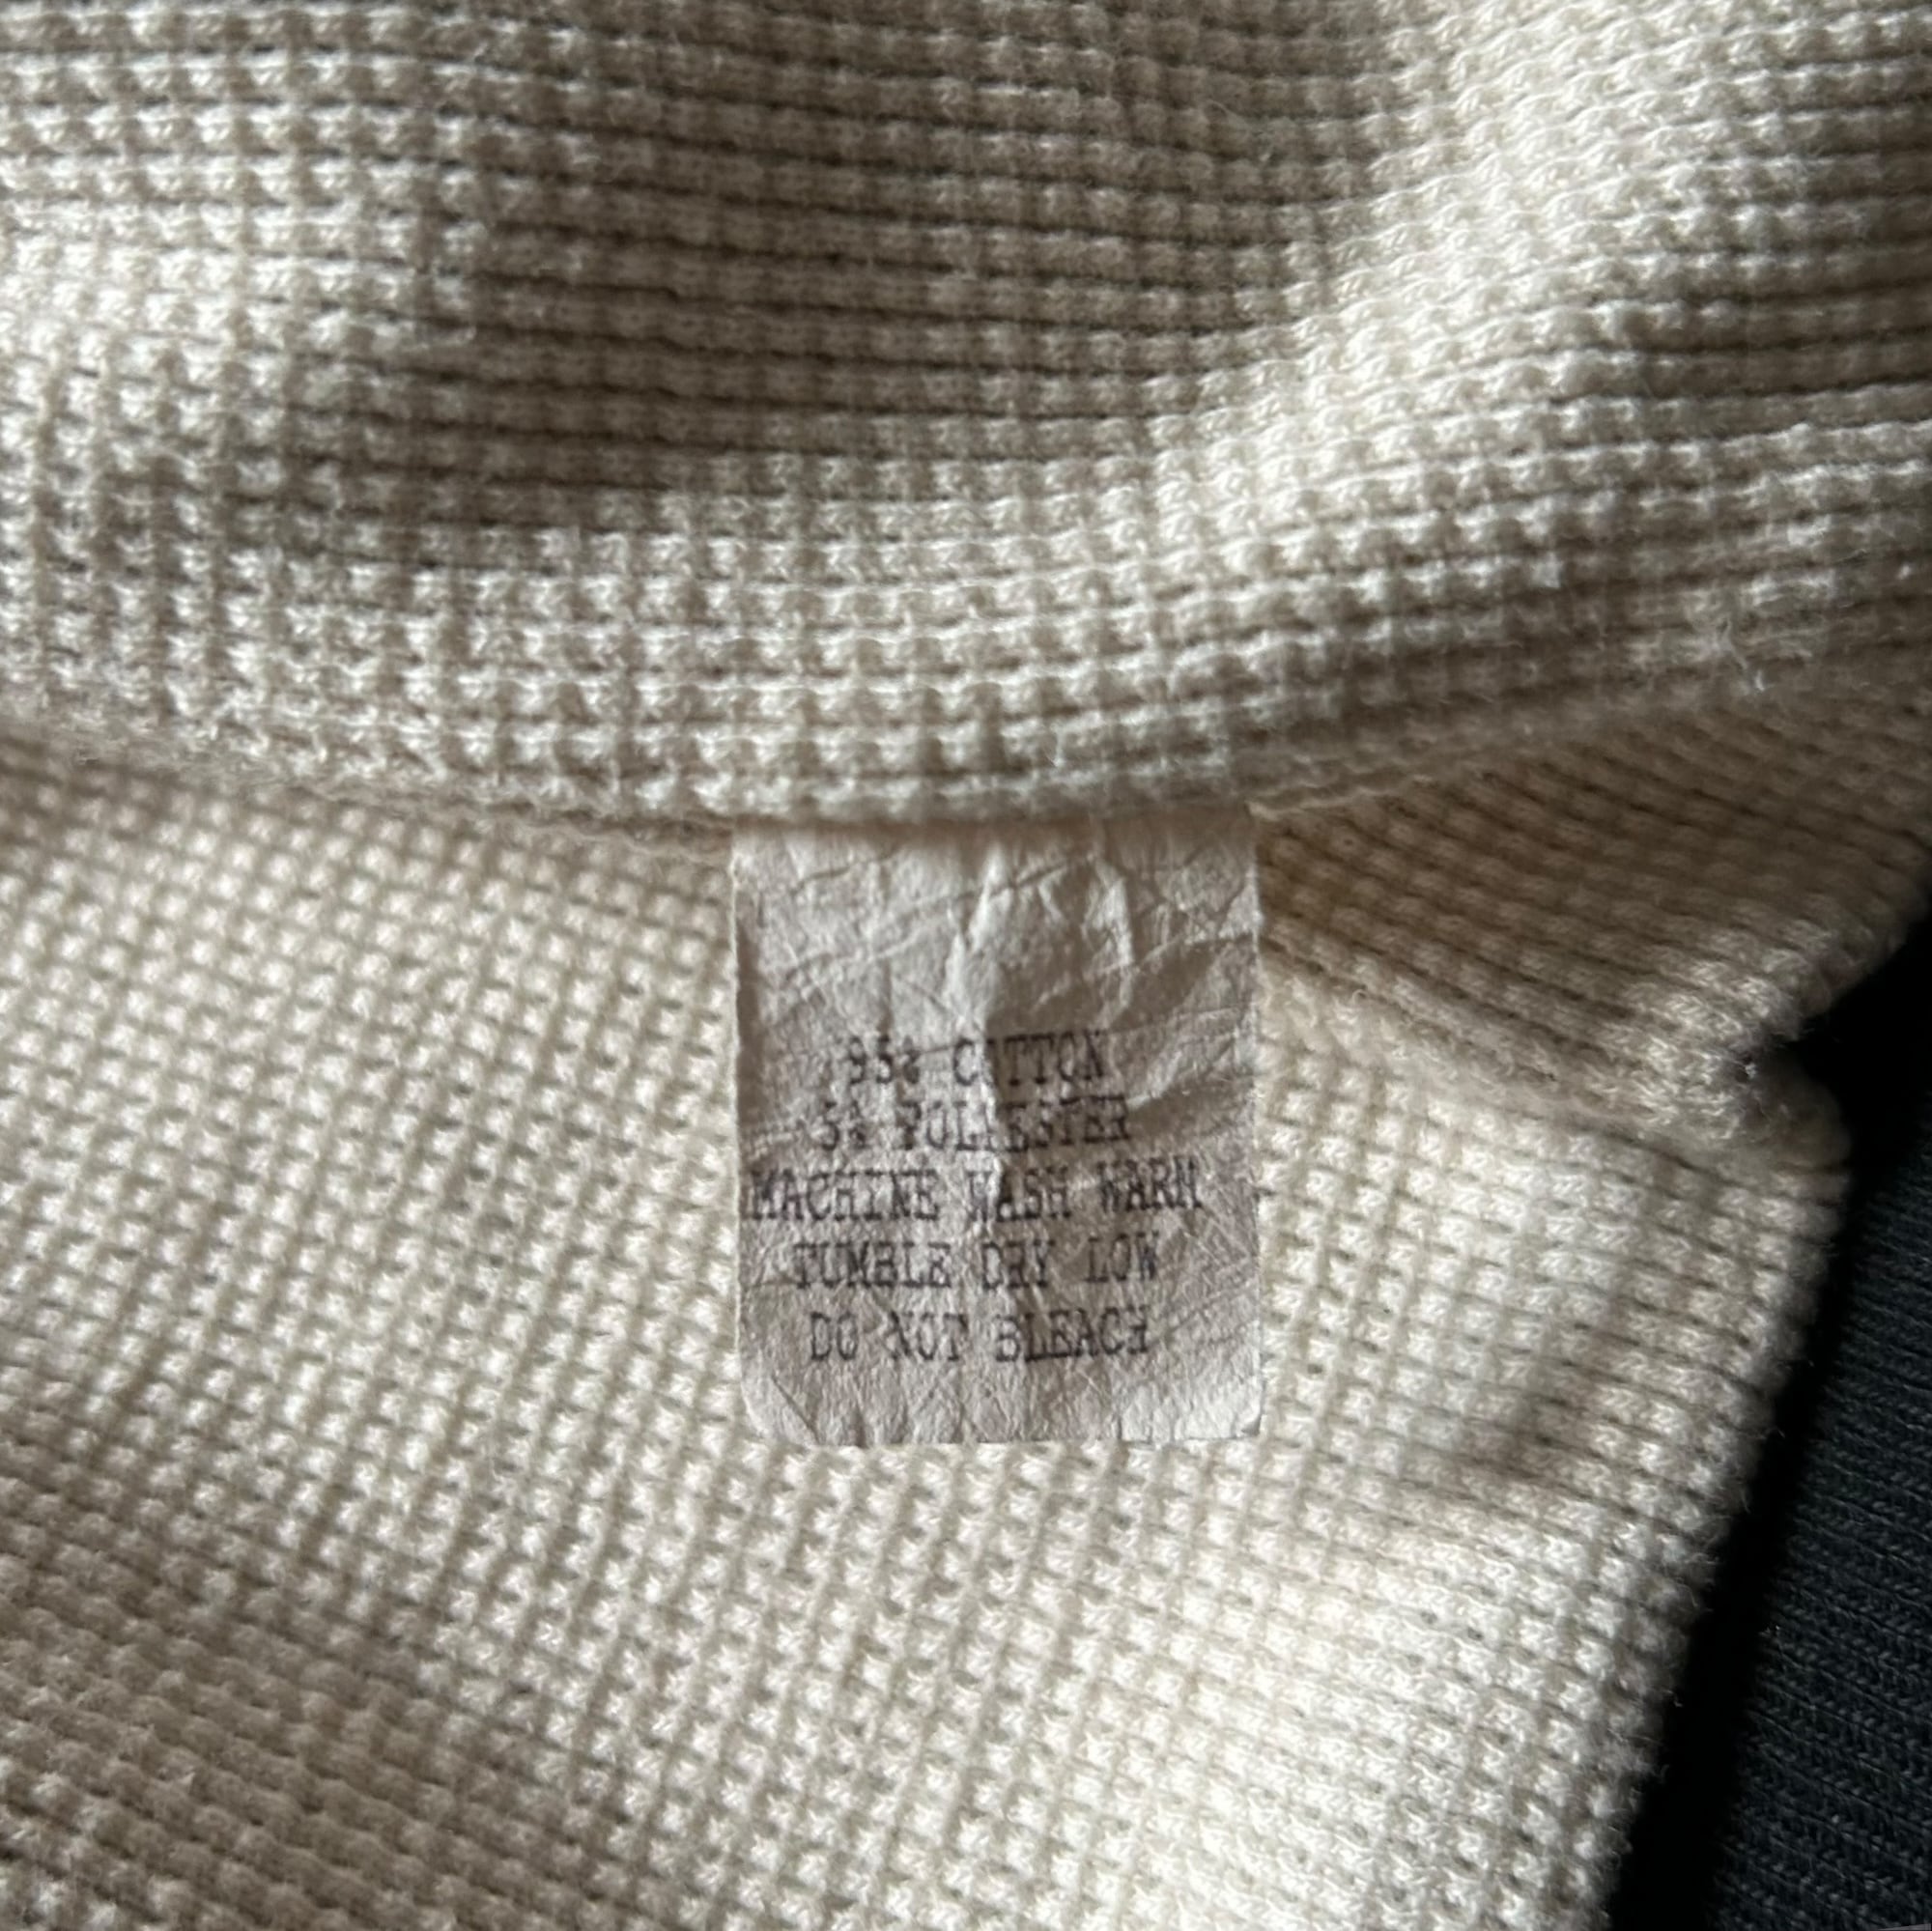 95% COTTON
5% POLYESTER
MACHINE WASH WARM
TUMBLE DRY LOW
DO NOT BLEACH